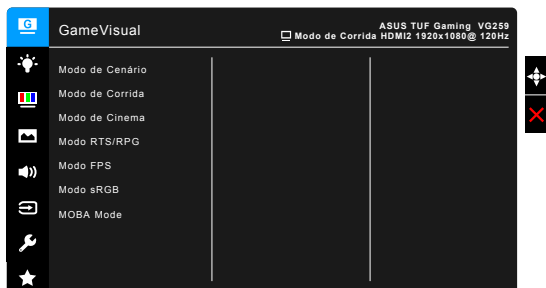 G
GameVisual
ASUS TUF Gaming VG259
Modo de Corrida HDMI2 1920x1080@ 120Hz
Modo de Cenário
Modo de Corrida
Modo de Cinema
Modo RTS/RPG
Modo FPS
Modo sRGB
MOBA Mode